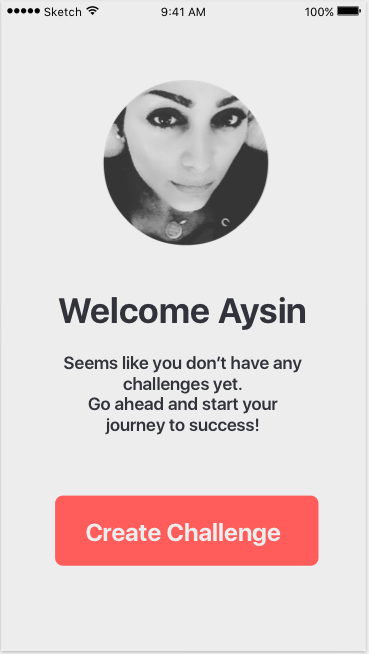 Sketch 9:41 AM 100%
Welcome Aysin
Seems like you don’t have any
challenges yet.
Go ahead and start your
journey to success!
Create Challenge